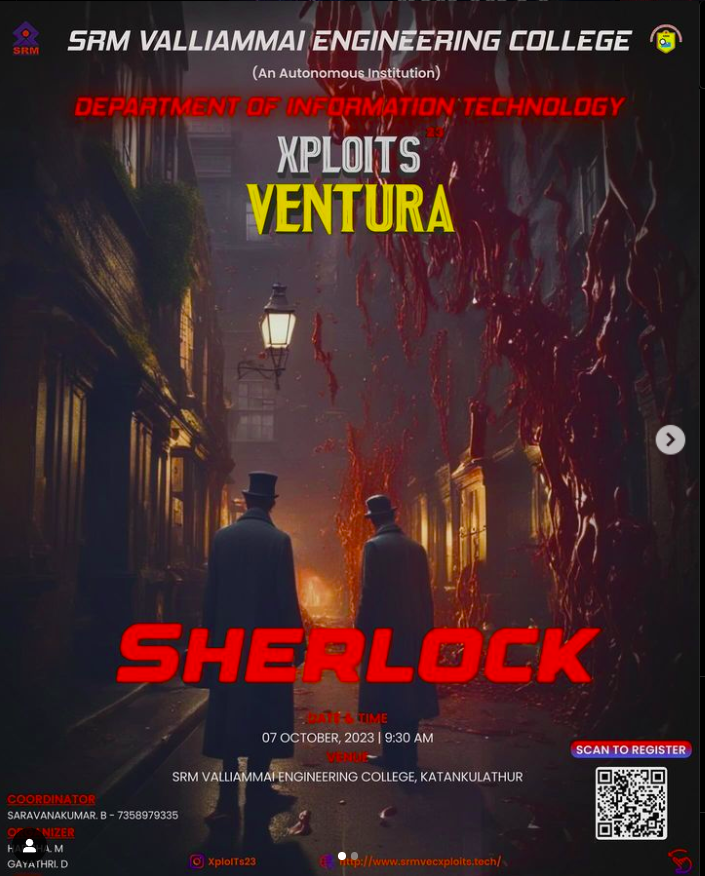 SRM VALLIAMMAI ENGINEERING COLLEGE
SRM
(An Autonomous Institution)
DEPARTMENT OF INFORMATION TECHNOLOGY
XPLOITS '23
VENTURA
SHERLOCK
DATE & TIME
07 OCTOBER, 2023 | 9:30 AM
VENUE
SRM VALLIAMMAI ENGINEERING COLLEGE, KATANKULATHUR
SCAN TO REGISTER
COORDINATOR
SARAVANAKUMAR. B - 7358979335
M
GAYATHRI. D
XploITs23
http://www.srmvecxploits.tech/